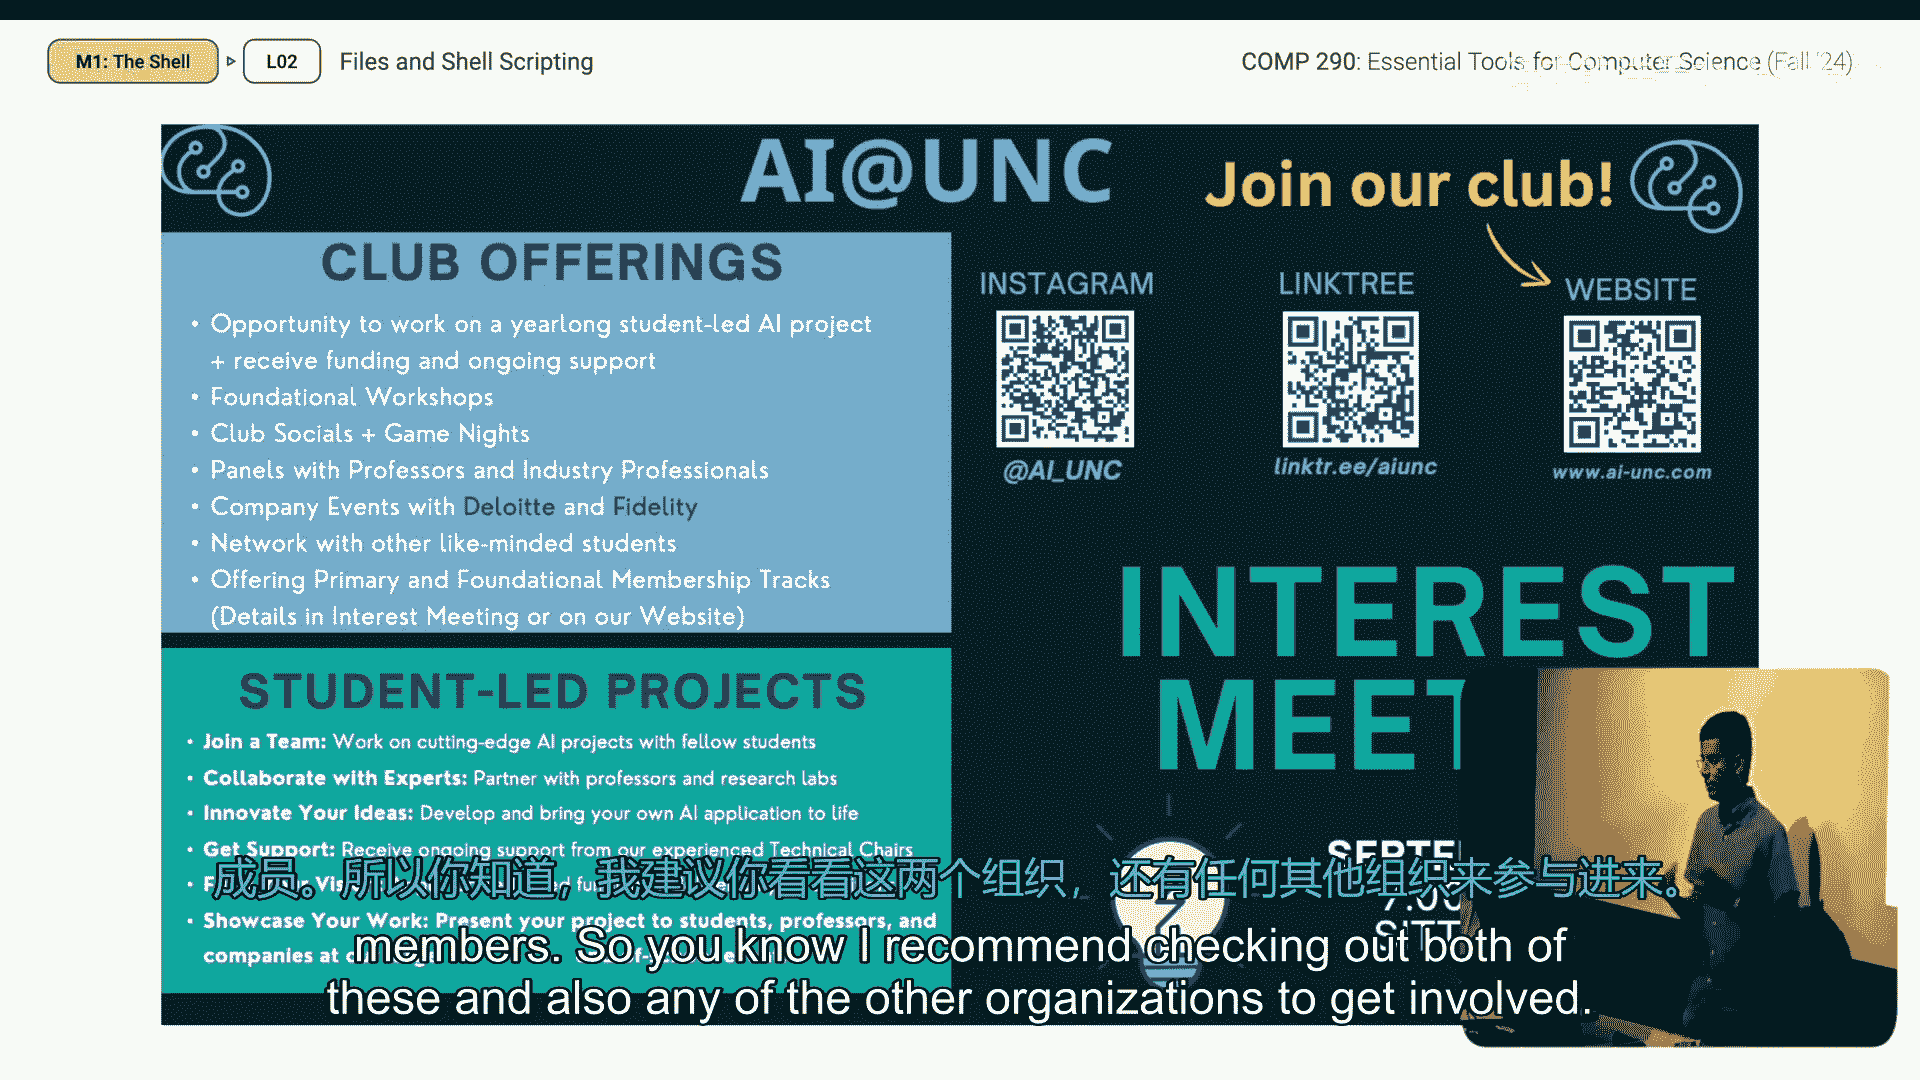 M1: The Shell
L02
Files and Shell Scripting
COMP 290: Essential Tools for Computer Science (Fall '24)
AI@UNC
Join our club!
CLUB OFFERINGS
• Opportunity to work on a yearlong student-led AI project
+ receive funding and ongoing support
• Foundational Workshops
• Club Socials + Game Nights
• Panels with Professors and Industry Professionals
• Company Events with Deloitte and Fidelity
• Network with other like-minded students
• Offering Primary and Foundational Membership Tracks
(Details in Interest Meeting or on our Website)
INSTAGRAM
@AI_UNC
LINKTREE
linktr.ee/aiunc
WEBSITE
www.ai-unc.com
STUDENT-LED PROJECTS
• Join a Team: Work on cutting-edge AI projects with fellow students
• Collaborate with Experts: Partner with professors and research labs
• Innovate Your Ideas: Develop and bring your own AI application to life
• Get Support: Receive ongoing support from our experienced Technical Chairs
• Showcase Your Work: Present your project to students, professors, and
companies at
INTEREST
MEET
SEPTE
SITT
成员。所以你知道，我建议你看看这两个组织，还有任何其他组织来参与进来。
members. So you know I recommend checking out both of
these and also any of the other organizations to get involved.